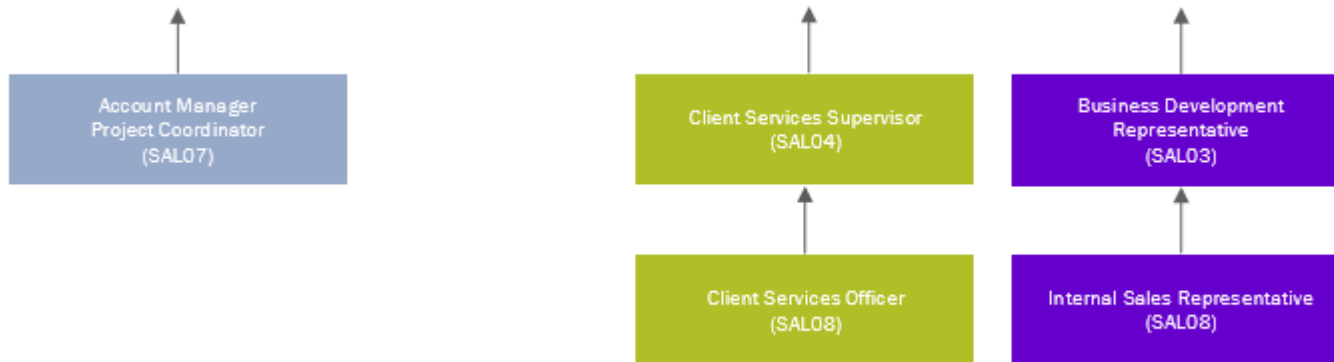 Account Manager
Project Coordinator
(SAL07)
Client Services Supervisor
(SAL04)
Business Development
Representative
(SAL03)
Client Services Officer
(SAL08)
Internal Sales Representative
(SAL08)